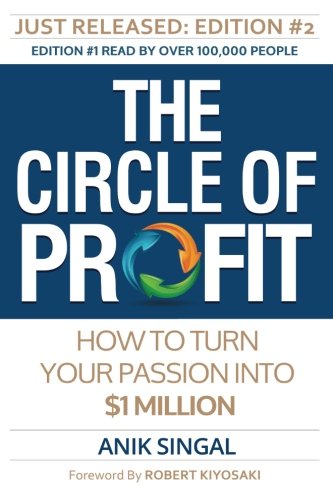 JUST RELEASED: EDITION #2
EDITION #1 READ BY OVER 100,000 PEOPLE
THE
CIRCLE OF
PROFIT
HOW TO TURN
YOUR PASSION INTO
$1 MILLION
ANIK SINGAL
Foreword By ROBERT KIYOSAKI